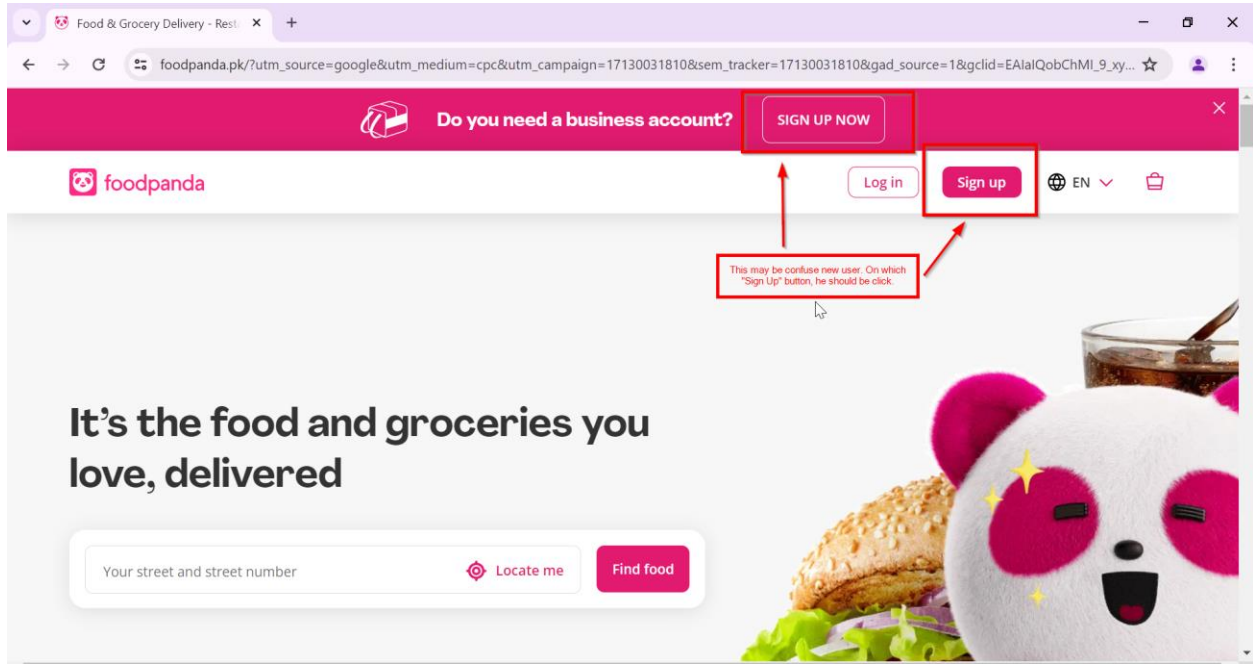 Food & Grocery Delivery - Rest
foodpanda.pk/?utm_source=google&utm_medium=cpc&utm_campaign=17130031810&sem_tracker=17130031810&gad_source=1&gclid=EAIaIQobChMI_9_xy...
Do you need a business account? SIGN UP NOW
foodpanda Log in Sign up EN
This may be confuse new user. On which
"Sign Up" button, he should be click.
It's the food and groceries you
love, delivered
Your street and street number Locate me Find food